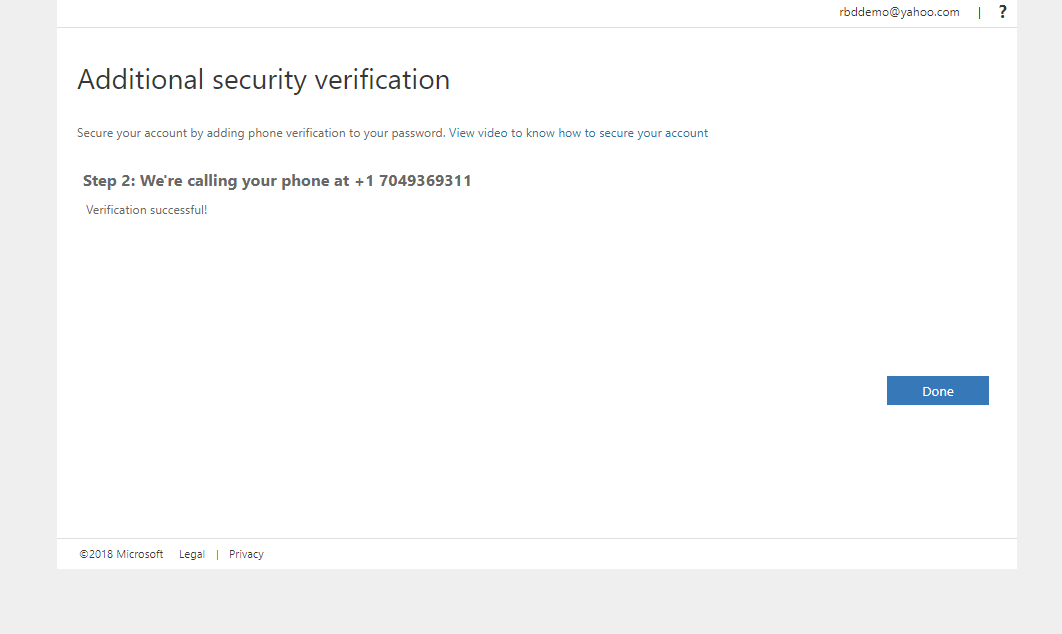 rbddemo@yahoo.com | ?
Additional security verification
Secure your account by adding phone verification to your password. View video to know how to secure your account
Step 2: We're calling your phone at +1 7049369311
Verification successful!
Done
©2018 Microsoft Legal | Privacy